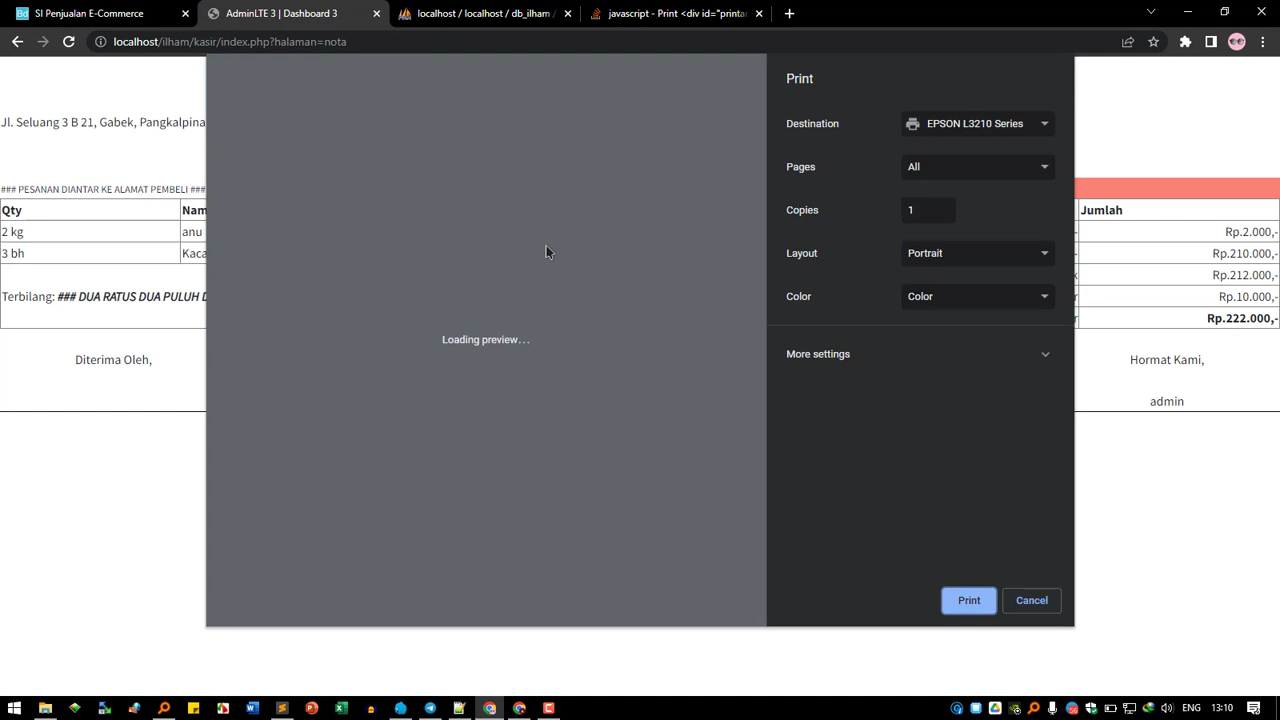 SI Penjualan E-Commerce
AdminLTE 3 | Dashboard 3
localhost / localhost / db_ilham /
javascript - Print <div id="printar
localhost/ilham/kasir/index.php?halaman=nota
Print
Jl. Seluang 3 B 21, Gabek, Pangkalpina
Destination
EPSON L3210 Series
Pages
All
### PESANAN DIANTAR KE ALAMAT PEMBELI ###
Qty
Nam
Copies
1
Jumlah
2 kg
anu
Rp.2.000,-
3 bh
Kaca
Layout
Portrait
Rp.210.000,-
Rp.212.000,-
Terbilang: ### DUA RATUS DUA PULUH D
Color
Color
Rp.10.000,-
Rp.222.000,-
Loading preview...
More settings
Diterima Oleh,
Hormat Kami,
admin
Print
Cancel
ENG
13:10